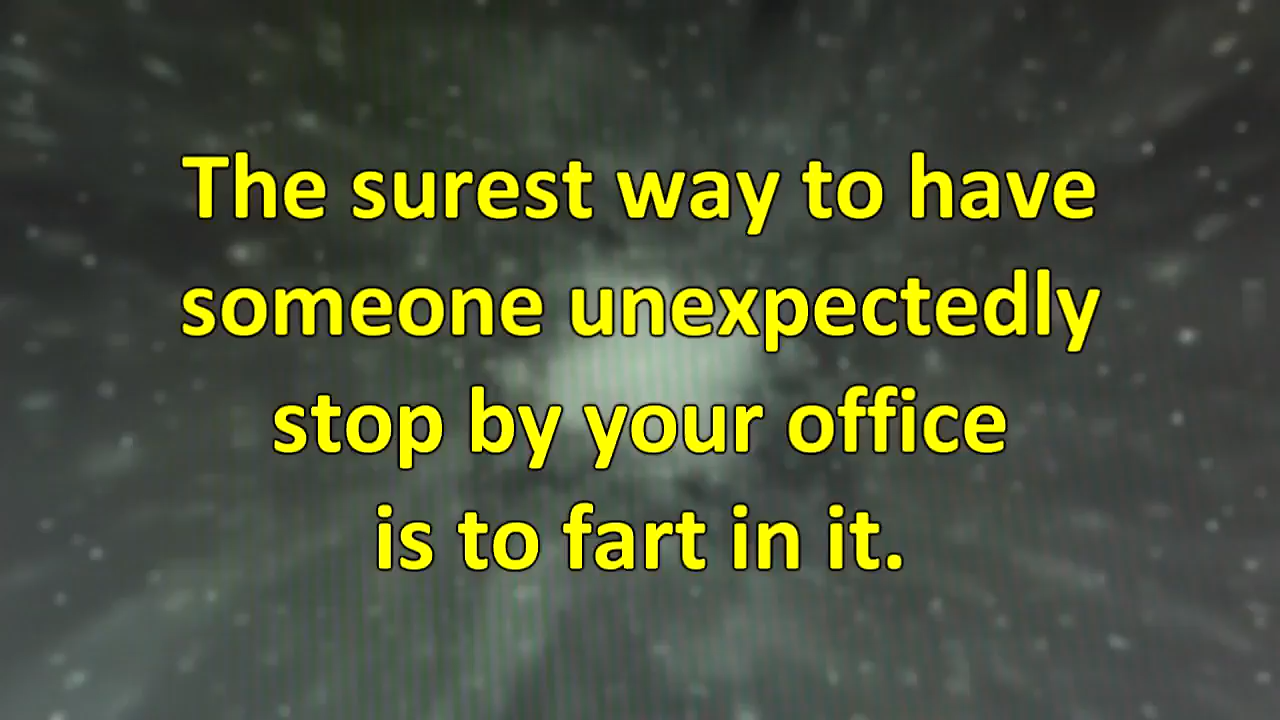 The surest way to have
someone unexpectedly
stop by your office
is to fart in it.